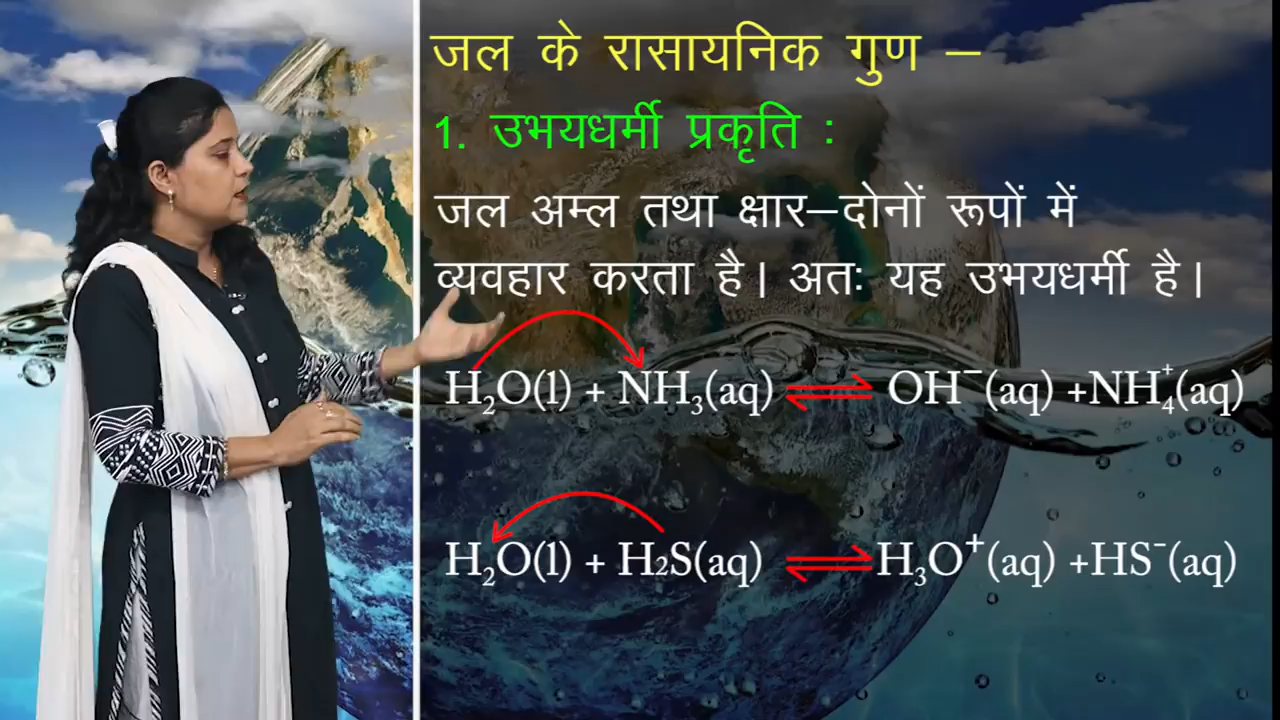 जल के रासायनिक गुण –
1. उभयधर्मी प्रकृति :
जल अम्ल तथा क्षार–दोनों रूपों में
व्यवहार करता है। अतः यह उभयधर्मी है।
H₂O(l) + NH₃(aq) ⇌ OH⁻(aq) +NH₄⁺(aq)
H₂O(l) + H₂S(aq) ⇌ H₃O⁺(aq) +HS⁻(aq)